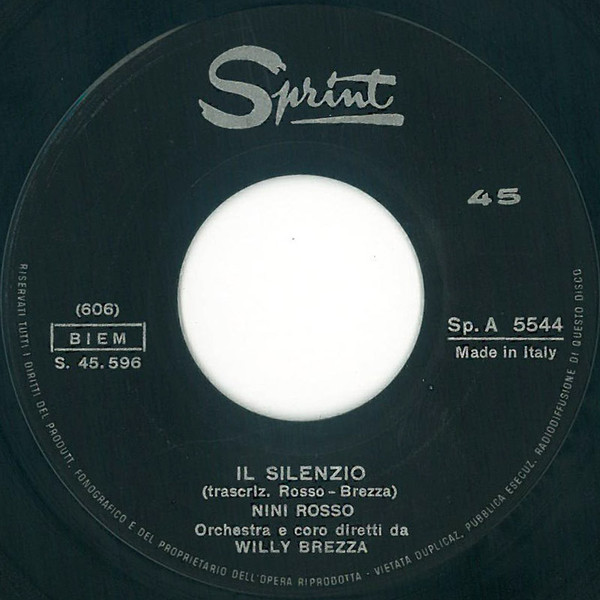 Sprint
45
(606)
BIEM
S. 45.596
Sp. A 5544
Made in Italy
IL SILENZIO
(trascriz. Rosso - Brezza)
NINI ROSSO
Orchestra e coro diretti da
WILLY BREZZA
RISERVATI TUTTI I DIRITTI DEL PRODUT. FONOGRAFICO E DEL PROPRIETARIO DELL'OPERA RIPRODOTTA - VIETATA DUPLICAZ. PUBBLICA ESECUZ. RADIODIFFUSIONE DI QUESTO DISCO